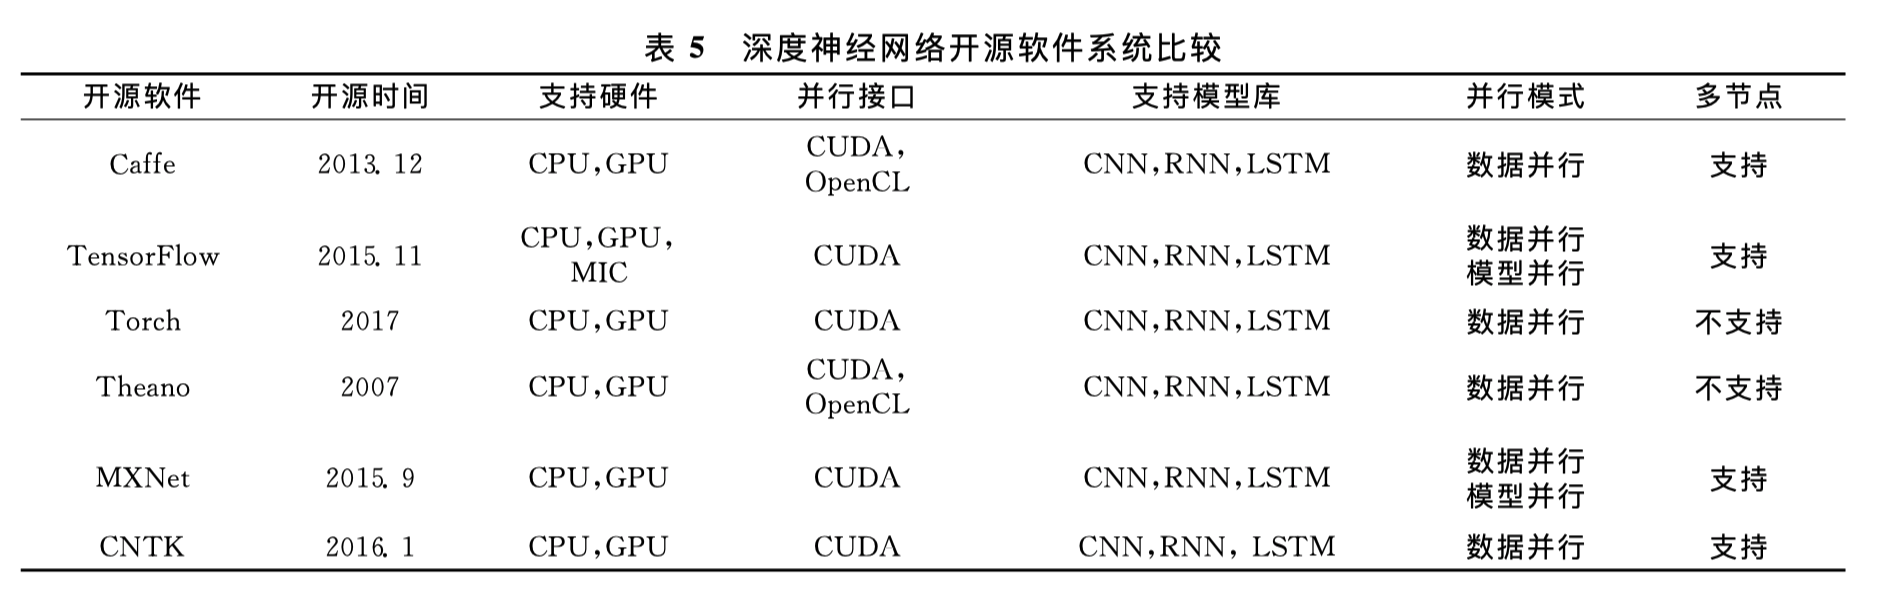 表 5 深度神经网络开源软件系统比较
开源软件 开源时间 支持硬件 并行接口 支持模型库 并行模式 多节点
Caffe 2013. 12 CPU,GPU CUDA, OpenCL CNN,RNN,LSTM 数据并行 支持
TensorFlow 2015. 11 CPU,GPU, MIC CUDA CNN,RNN,LSTM 数据并行 模型并行 支持
Torch 2017 CPU,GPU CUDA CNN,RNN,LSTM 数据并行 不支持
Theano 2007 CPU,GPU CUDA, OpenCL CNN,RNN,LSTM 数据并行 不支持
MXNet 2015. 9 CPU,GPU CUDA CNN,RNN,LSTM 数据并行 模型并行 支持
CNTK 2016. 1 CPU,GPU CUDA CNN,RNN, LSTM 数据并行 支持